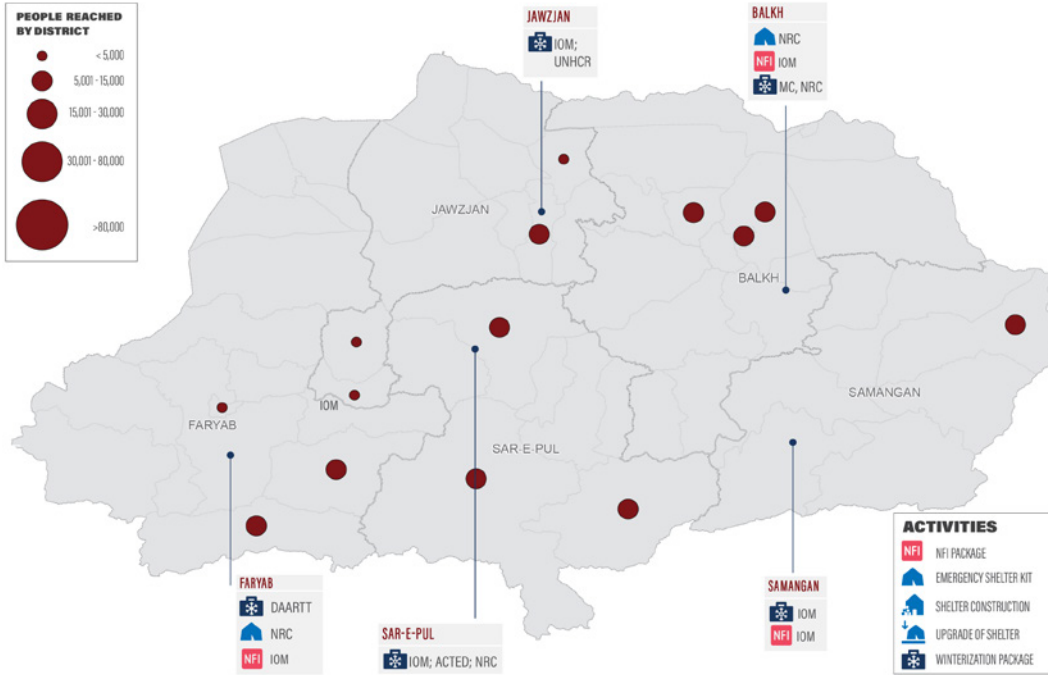 PEOPLE REACHED
BY DISTRICT
< 5,000
5,001 - 15,000
15,001 - 30,000
30,001 - 80,000
>80,000
JAWZJAN
IOM;
UNHCR
BALKH
NRC
NFI IOM
MC, NRC
JAWZJAN
BALKH
SAMANGAN
IOM
FARYAB
SAR-E-PUL
FARYAB
DAARTT
NRC
NFI IOM
SAR-E-PUL
IOM; ACTED; NRC
SAMANGAN
IOM
NFI IOM
ACTIVITIES
NFI NFI PACKAGE
EMERGENCY SHELTER KIT
SHELTER CONSTRUCTION
UPGRADE OF SHELTER
WINTERIZATION PACKAGE